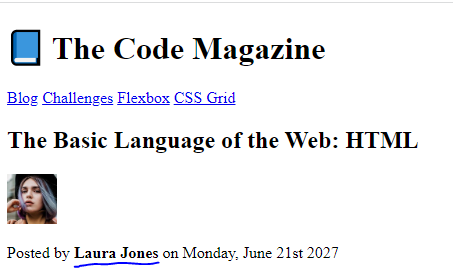 The Code Magazine
Blog Challenges Flexbox CSS Grid
The Basic Language of the Web: HTML
Posted by Laura Jones on Monday, June 21st 2027